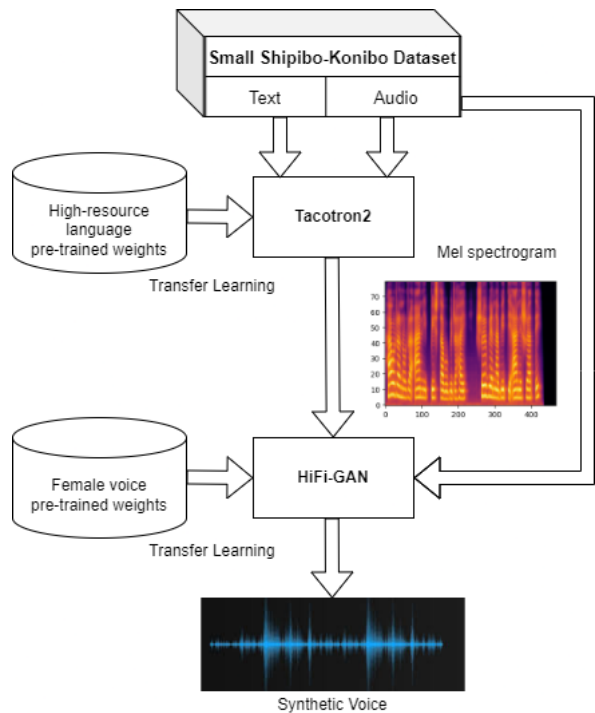 Small Shipibo-Konibo Dataset
Text
Audio
High-resource
language
pre-trained weights
Tacotron2
Mel spectrogram
Transfer Learning
70
60
50
40
30
20
10
0
0
100
200
300
400
Female voice
pre-trained weights
HiFi-GAN
Transfer Learning
Synthetic Voice